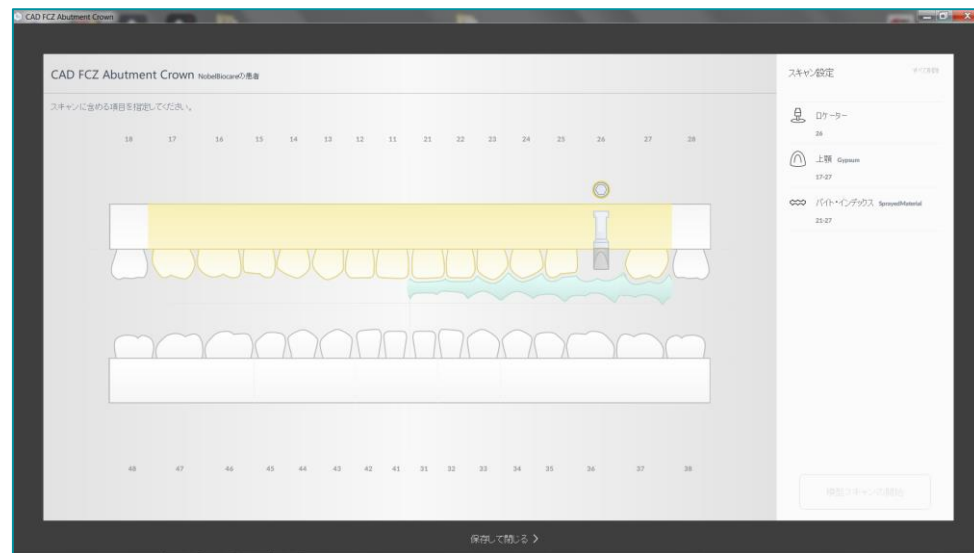 CAD FCZ Abutment Crown
CAD FCZ Abutment Crown NobelBiocareの患者
スキャンに含める項目を指定してください。
18 17 16 15 14 13 12 11 21 22 23 24 25 26 27 28
48 47 46 45 44 43 42 41 31 32 33 34 35 36 37 38
スキャン設定
ロケーター
26
上顎 Gypsum
17-27
バイト・インデックス SprayedMaterial
21-27
模型スキャンの開始
保存して閉じる >